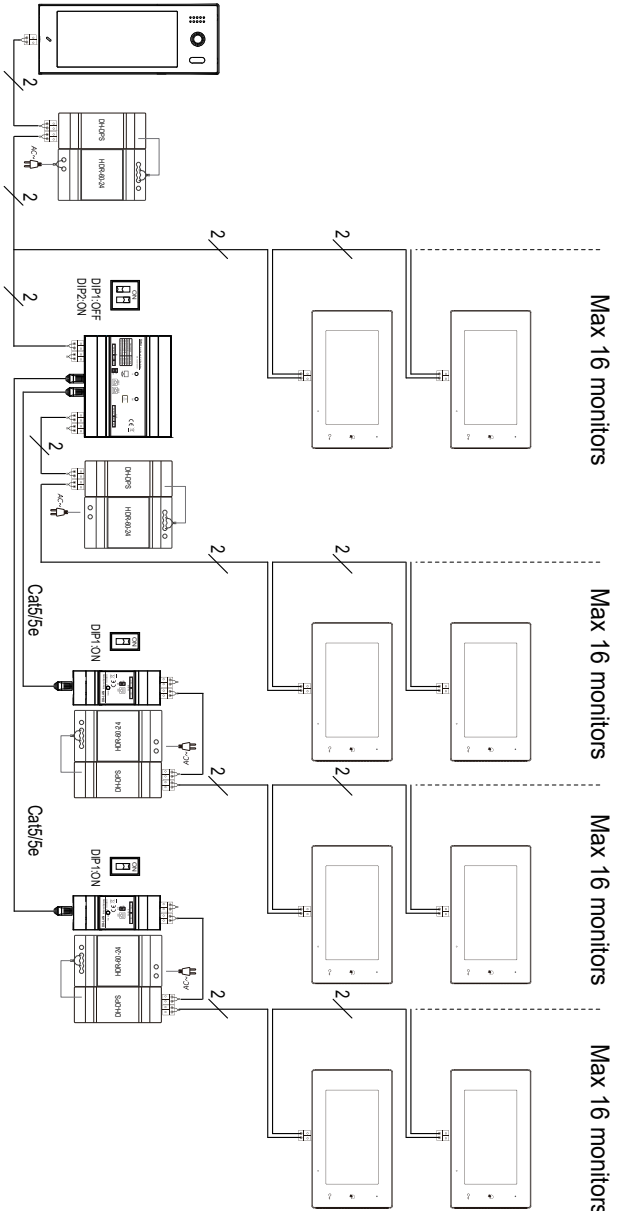 Max 16 monitors
Max 16 monitors
Max 16 monitors
Max 16 monitors
2
2
2
2
2
2
2
2
DH-DPS
HDR-60-24
AC~
ON
DIP1:OFF
DIP2:ON
DH-DPS
HDR-60-24
AC~
ON
DIP1:ON
AC~
HDR-60-24
DH-DPS
ON
DIP1:ON
AC~
HDR-60-24
DH-DPS
2
2
2
2
Cat5/5e
Cat5/5e